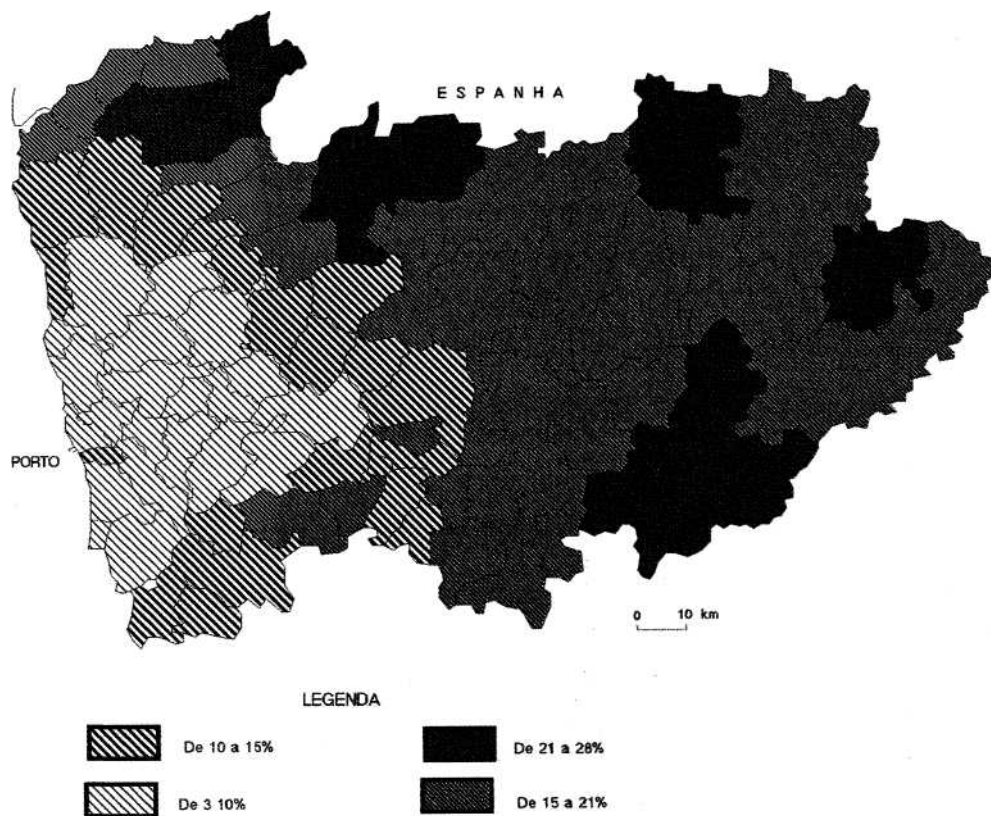 ESPANHA
PORTO
0 10 km
LEGENDA
De 10 a 15%
De 21 a 28%
De 3 10%
De 15 a 21%